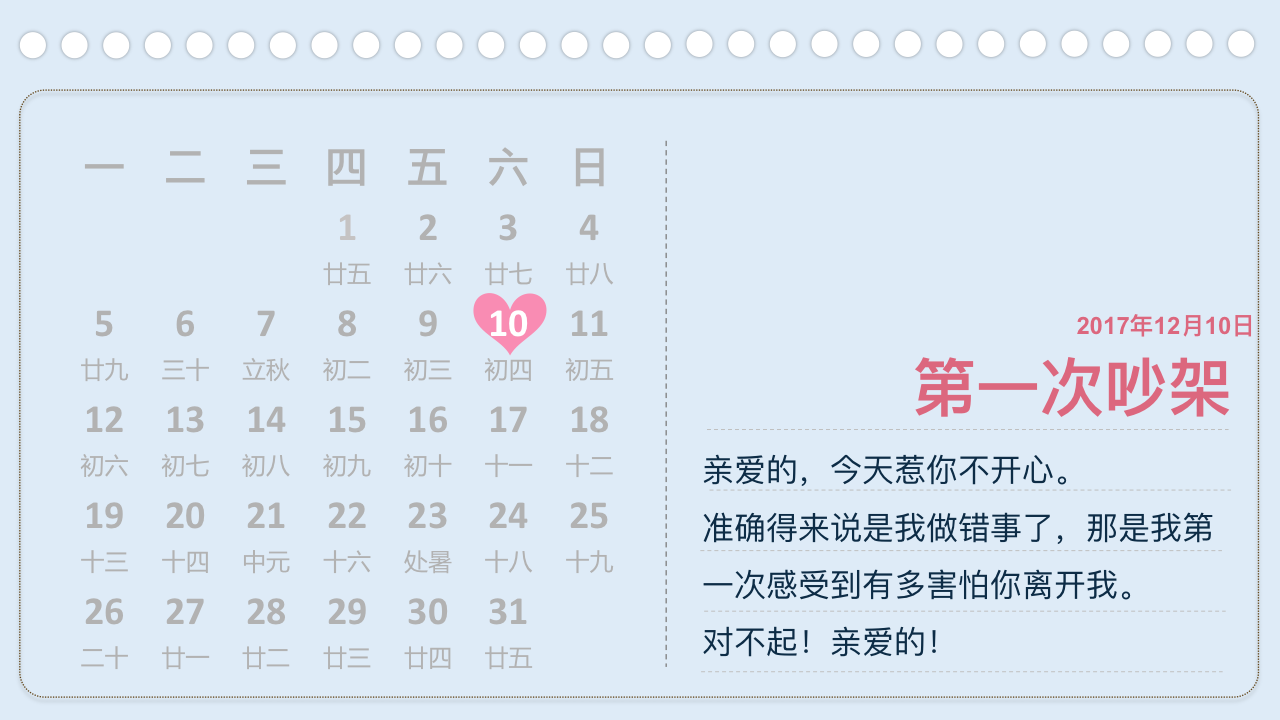 一 二 三 四 五 六 日
1 2 3 4
廿五 廿六 廿七 廿八
5 6 7 8 9 10 11
廿九 三十 立秋 初二 初三 初四 初五
12 13 14 15 16 17 18
初六 初七 初八 初九 初十 十一 十二
19 20 21 22 23 24 25
十三 十四 中元 十六 处暑 十八 十九
26 27 28 29 30 31
二十 廿一 廿二 廿三 廿四 廿五
2017年12月10日
第一次吵架
亲爱的，今天惹你不开心。
准确得来说是我做错事了，那是我第
一次感受到有多害怕你离开我。
对不起！亲爱的！